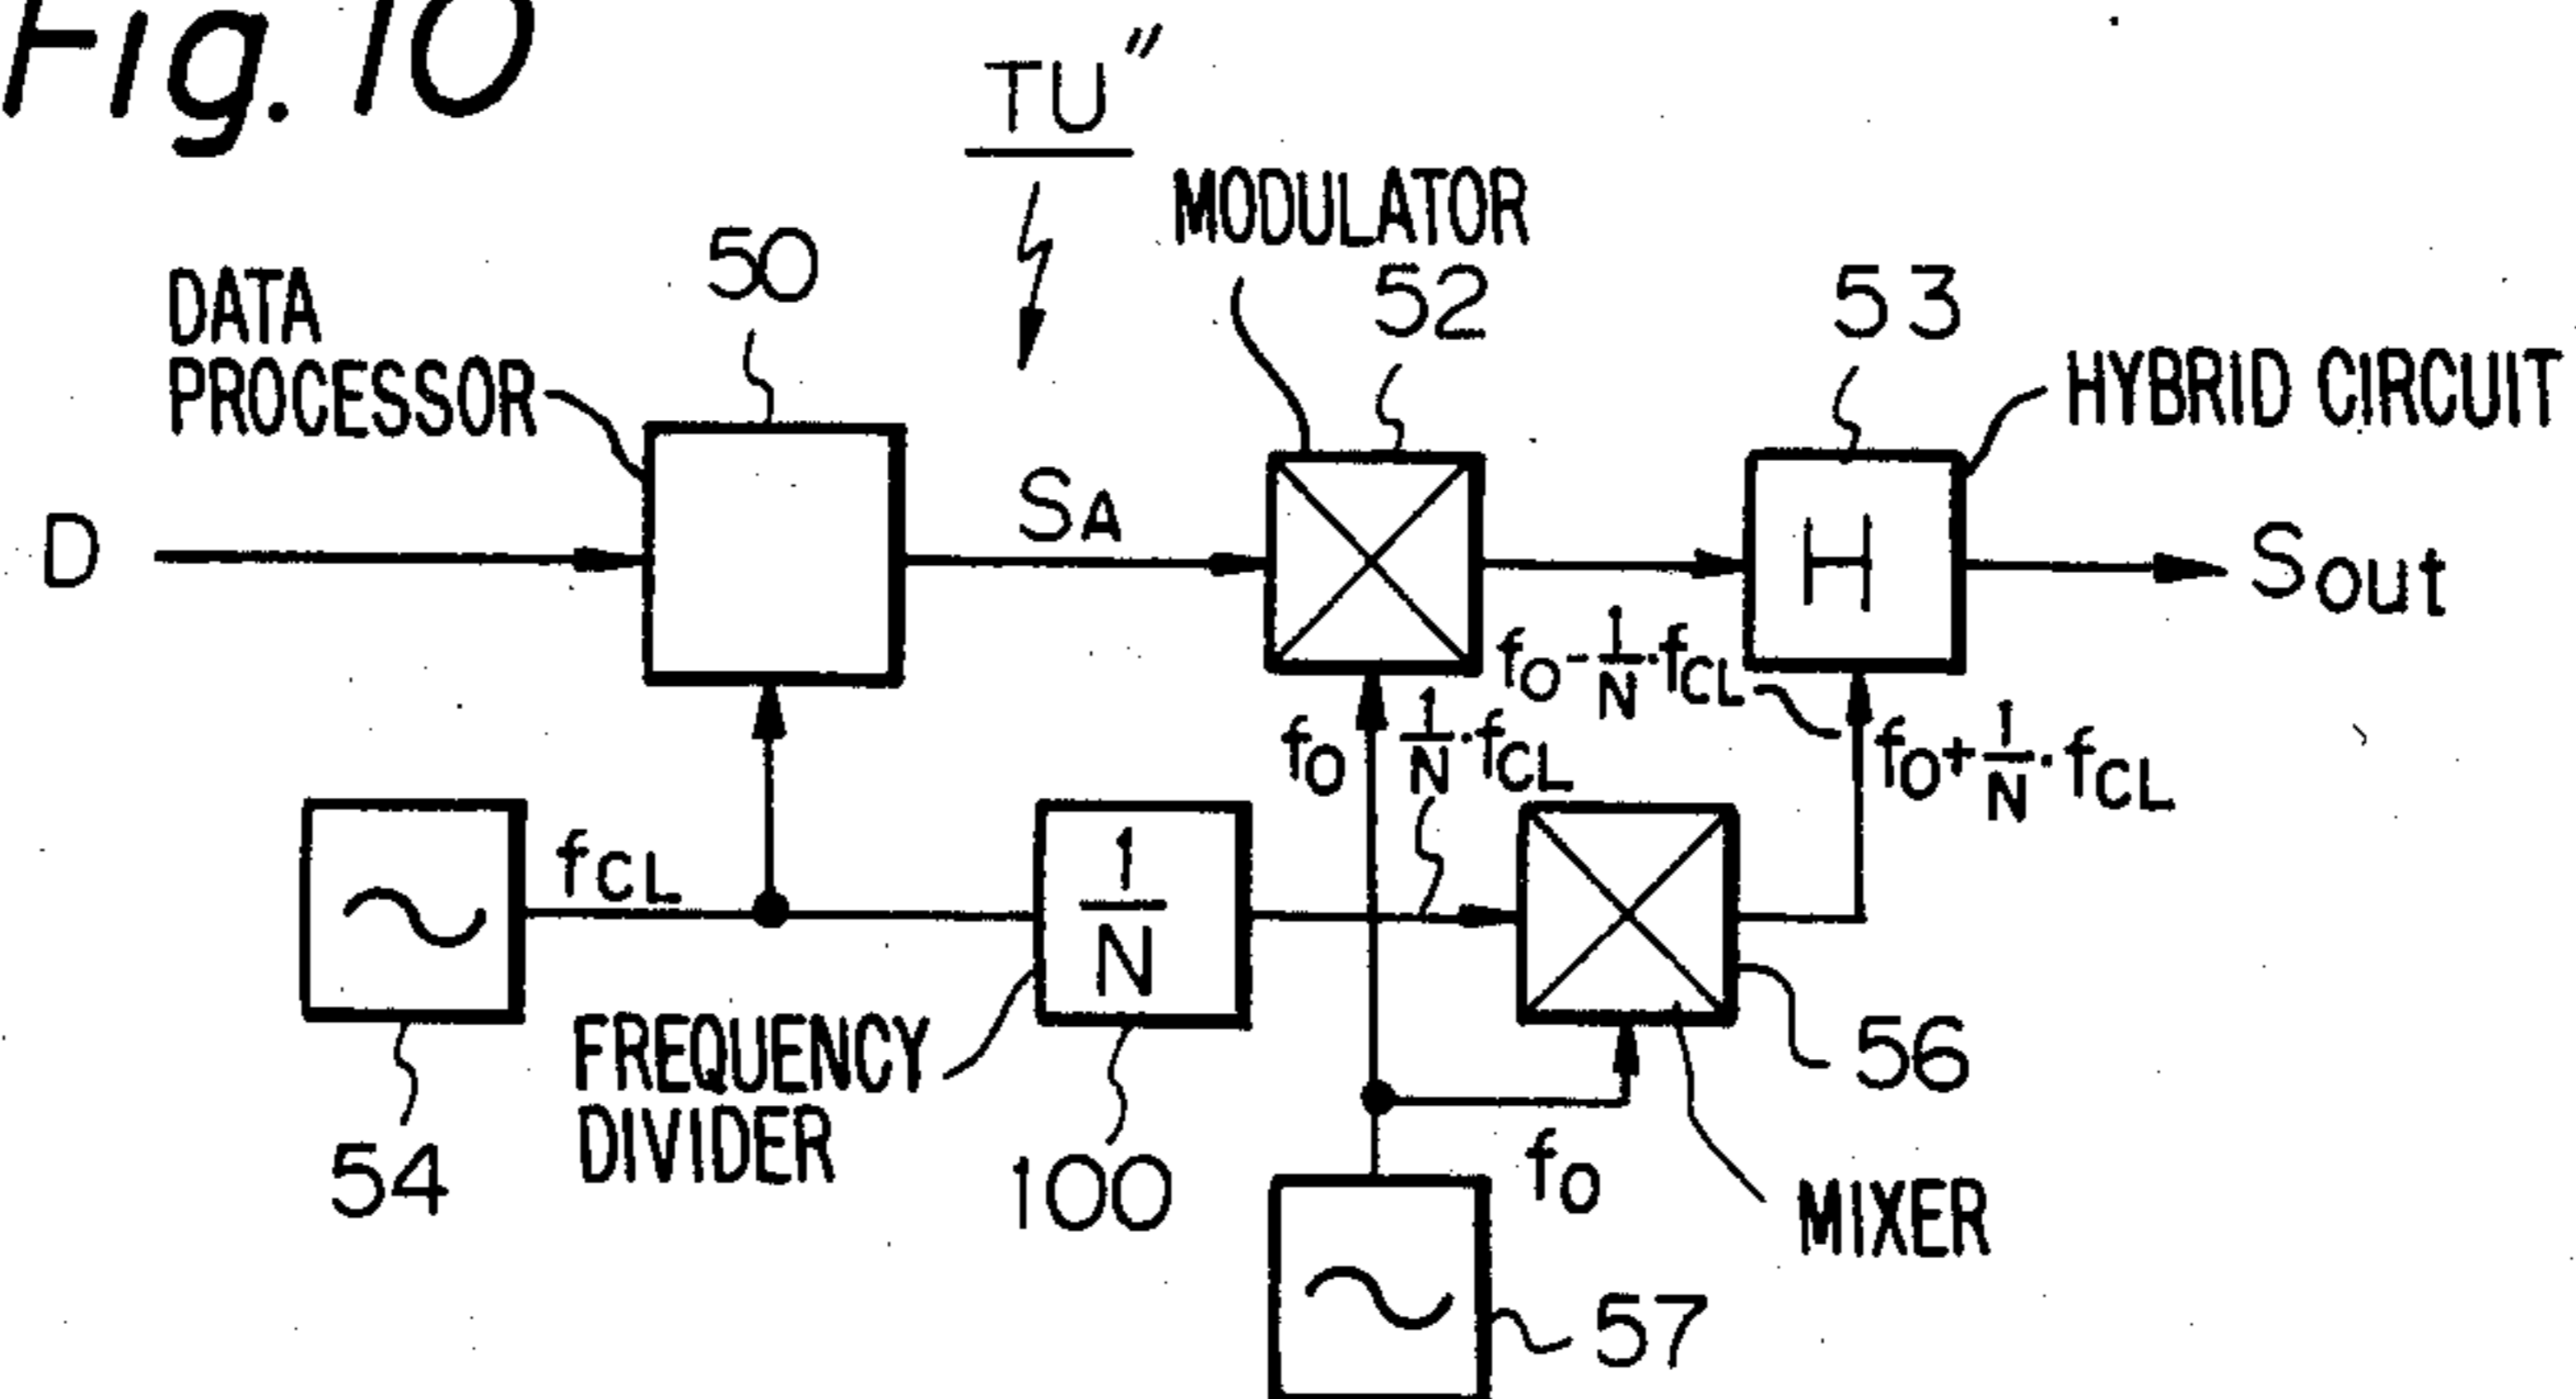 Fig. 10
TU"
MODULATOR
50
52
53
DATA
PROCESSOR
HYBRID CIRCUIT
D
SA
H
Sout
fo - 1/N · fCL
fo
1/N · fCL
fo + 1/N · fCL
fCL
1/N
FREQUENCY
DIVIDER
54
100
56
fo
MIXER
57